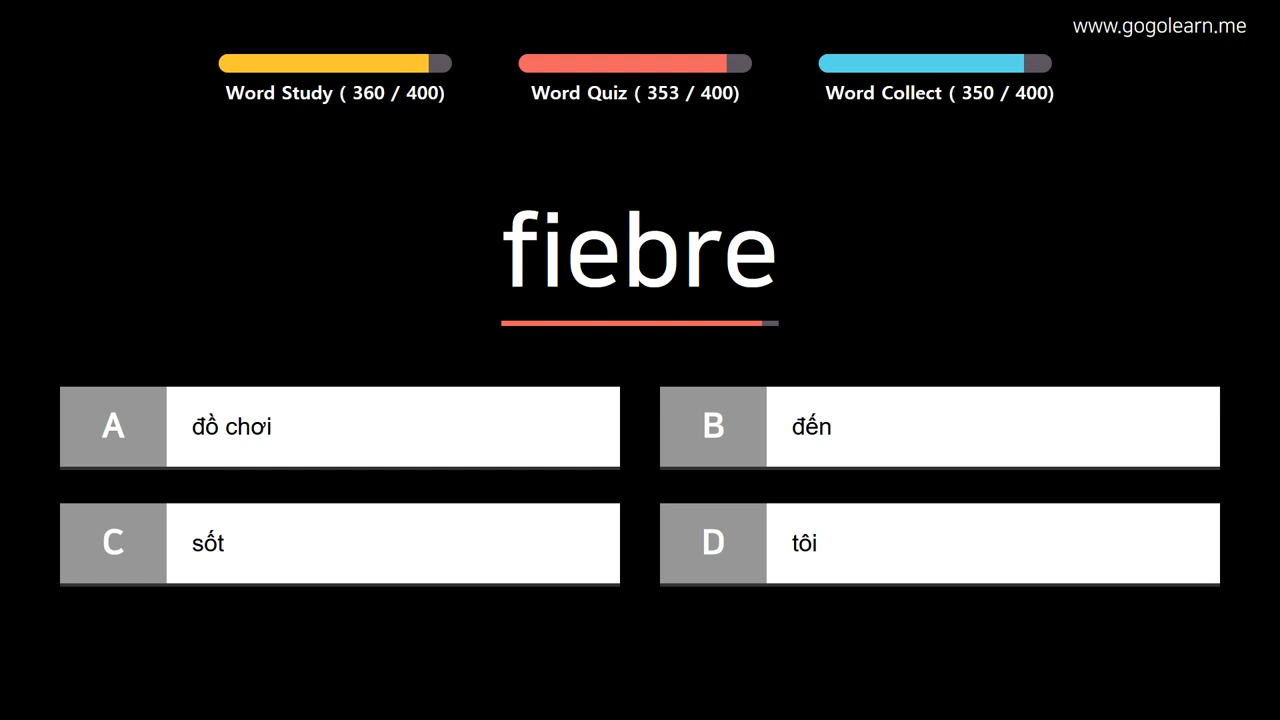 www.gogolearn.me
Word Study ( 360 / 400)
Word Quiz ( 353 / 400)
Word Collect ( 350 / 400)
fiebre
A đồ chơi
B đến
C sốt
D tôi